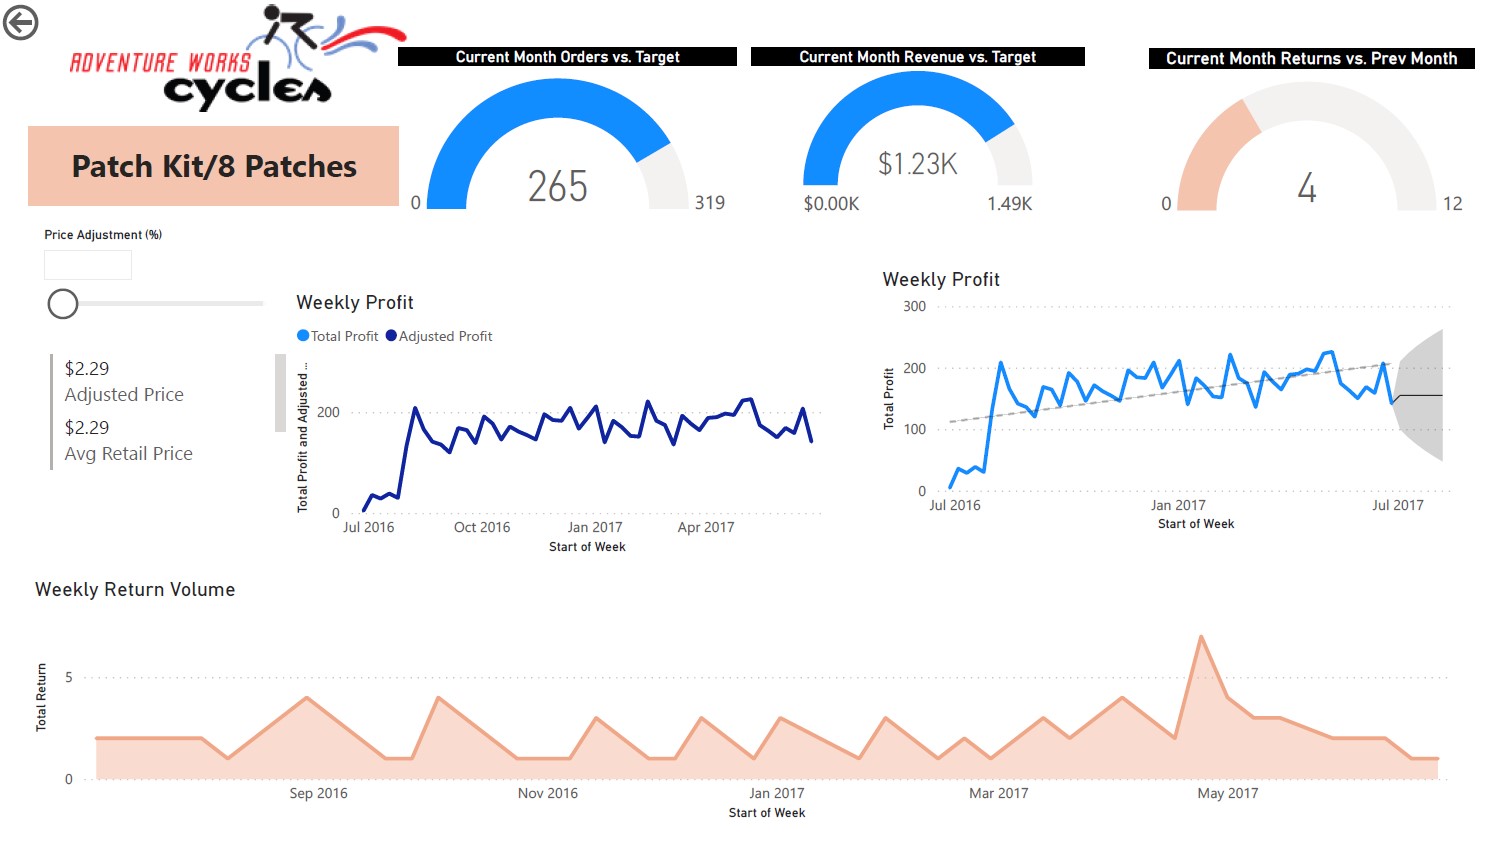 ADVENTURE WORKS
cycles
Current Month Orders vs. Target
Current Month Revenue vs. Target
Current Month Returns vs. Prev Month
Patch Kit/8 Patches
265
0
319
$1.23K
$0.00K
1.49K
4
0
12
Price Adjustment (%)
$2.29
Adjusted Price
$2.29
Avg Retail Price
Weekly Profit
Total Profit
Adjusted Profit
Total Profit and Adjusted ...
200
0
Jul 2016
Oct 2016
Jan 2017
Apr 2017
Start of Week
Weekly Profit
Total Profit
300
200
100
0
Jul 2016
Jan 2017
Jul 2017
Start of Week
Weekly Return Volume
Total Return
5
0
Sep 2016
Nov 2016
Jan 2017
Mar 2017
May 2017
Start of Week